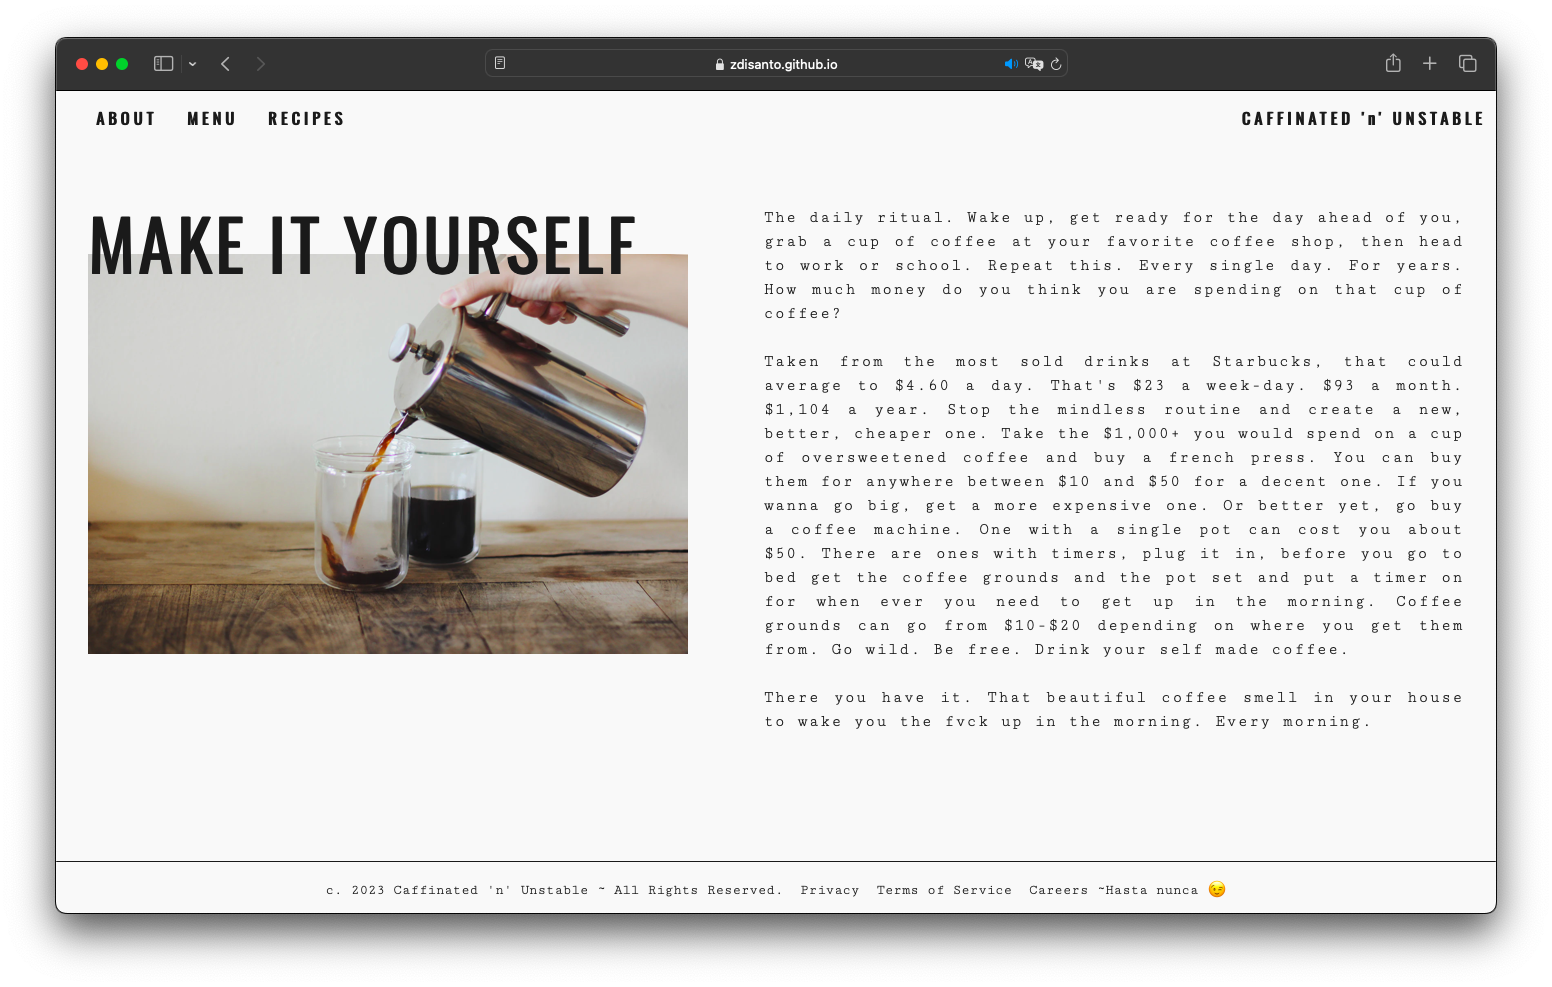 zdisanto.github.io
ABOUT MENU RECIPES CAFFINATED 'n' UNSTABLE
MAKE IT YOURSELF
The daily ritual. Wake up, get ready for the day ahead of you,
grab a cup of coffee at your favorite coffee shop, then head
to work or school. Repeat this. Every single day. For years.
How much money do you think you are spending on that cup of
coffee?
Taken from the most sold drinks at Starbucks, that could
average to $4.60 a day. That's $23 a week-day. $93 a month.
$1,104 a year. Stop the mindless routine and create a new,
better, cheaper one. Take the $1,000+ you would spend on a cup
of oversweetened coffee and buy a french press. You can buy
them for anywhere between $10 and $50 for a decent one. If you
wanna go big, get a more expensive one. Or better yet, go buy
a coffee machine. One with a single pot can cost you about
$50. There are ones with timers, plug it in, before you go to
bed get the coffee grounds and the pot set and put a timer on
for when ever you need to get up in the morning. Coffee
grounds can go from $10-$20 depending on where you get them
from. Go wild. Be free. Drink your self made coffee.
There you have it. That beautiful coffee smell in your house
to wake you the fvck up in the morning. Every morning.
c. 2023 Caffinated 'n' Unstable ~ All Rights Reserved. Privacy Terms of Service Careers ~Hasta nunca 😉